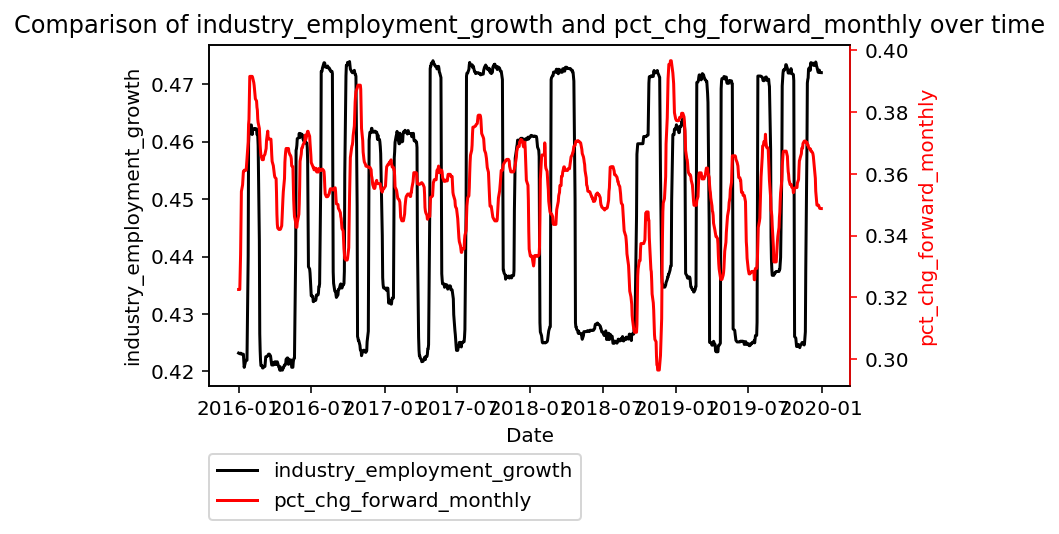 Comparison of industry_employment_growth and pct_chg_forward_monthly over time
industry_employment_growth
0.47
0.46
0.45
0.44
0.43
0.42
0.40
0.38
0.36
0.34
0.32
0.30
pct_chg_forward_monthly
2016-01 2016-07 2017-01 2017-07 2018-01 2018-07 2019-01 2019-07 2020-01
Date
industry_employment_growth
pct_chg_forward_monthly